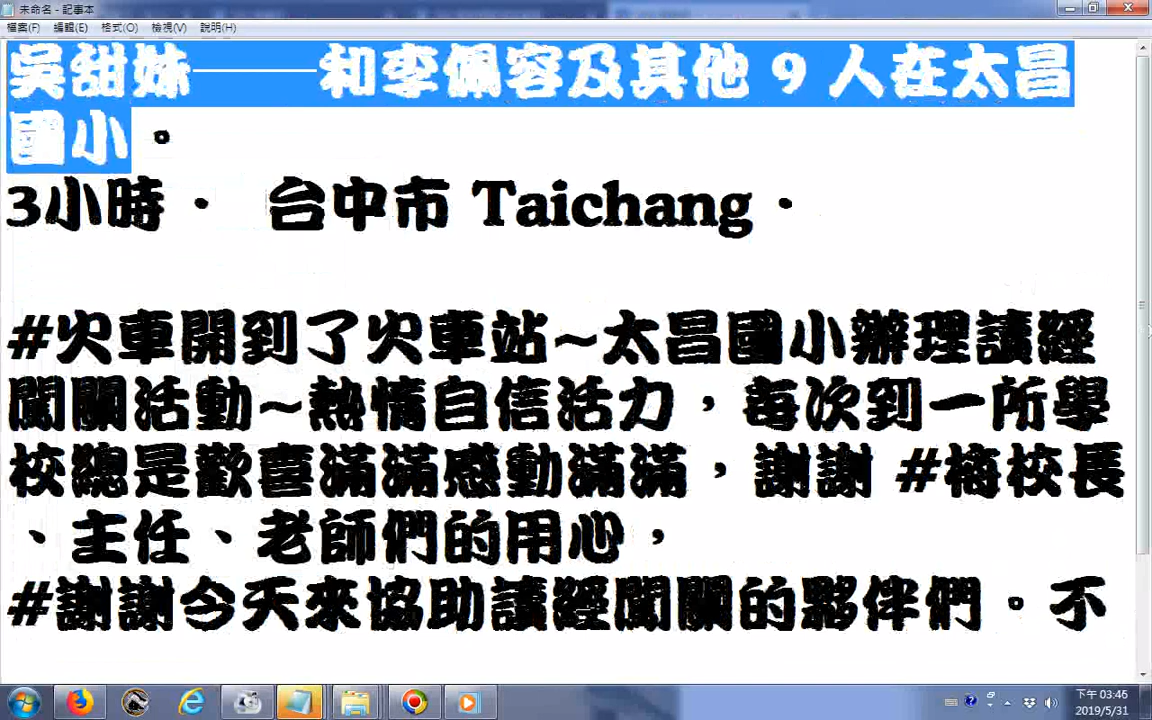 未命名 - 記事本
檔案(F) 編輯(E) 格式(O) 檢視(V) 說明(H)
吳甜妹───和李佩容及其他 9 人在太昌
國小。
3小時 · 台中市 Taichang ·
#火車開到了火車站~太昌國小辦理讀經
闖關活動~熱情自信活力，每次到一所學
校總是歡喜滿滿感動滿滿，謝謝 #梅校長
、主任、老師們的用心，
#謝謝今天來協助讀經闖關的夥伴們。不
下午 03:45
2019/5/31